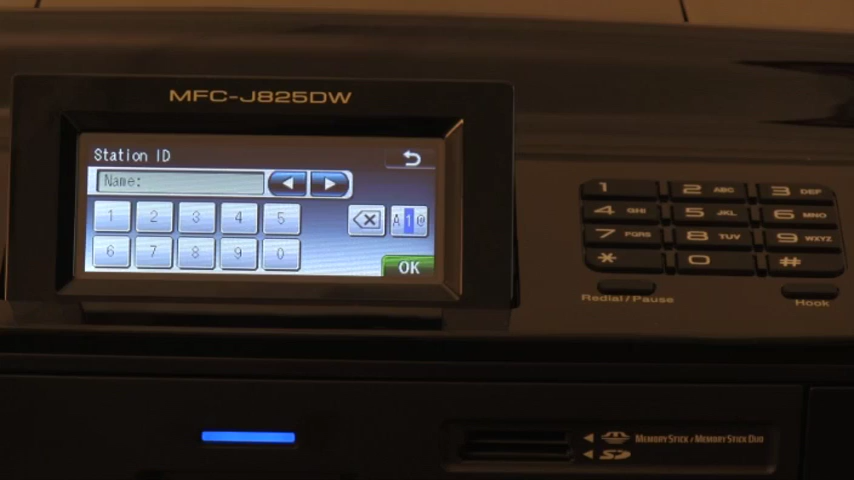 MFC-J825DW
Station ID
Name:
1 2 3 4 5
A 1 @
6 7 8 9 0
OK
1 2 ABC 3 DEF
4 GHI 5 JKL 6 MNO
7 PQRS 8 TUV 9 WXYZ
* 0 #
Redial / Pause
Hook
MEMORY STICK / MEMORY STICK DUO
SD